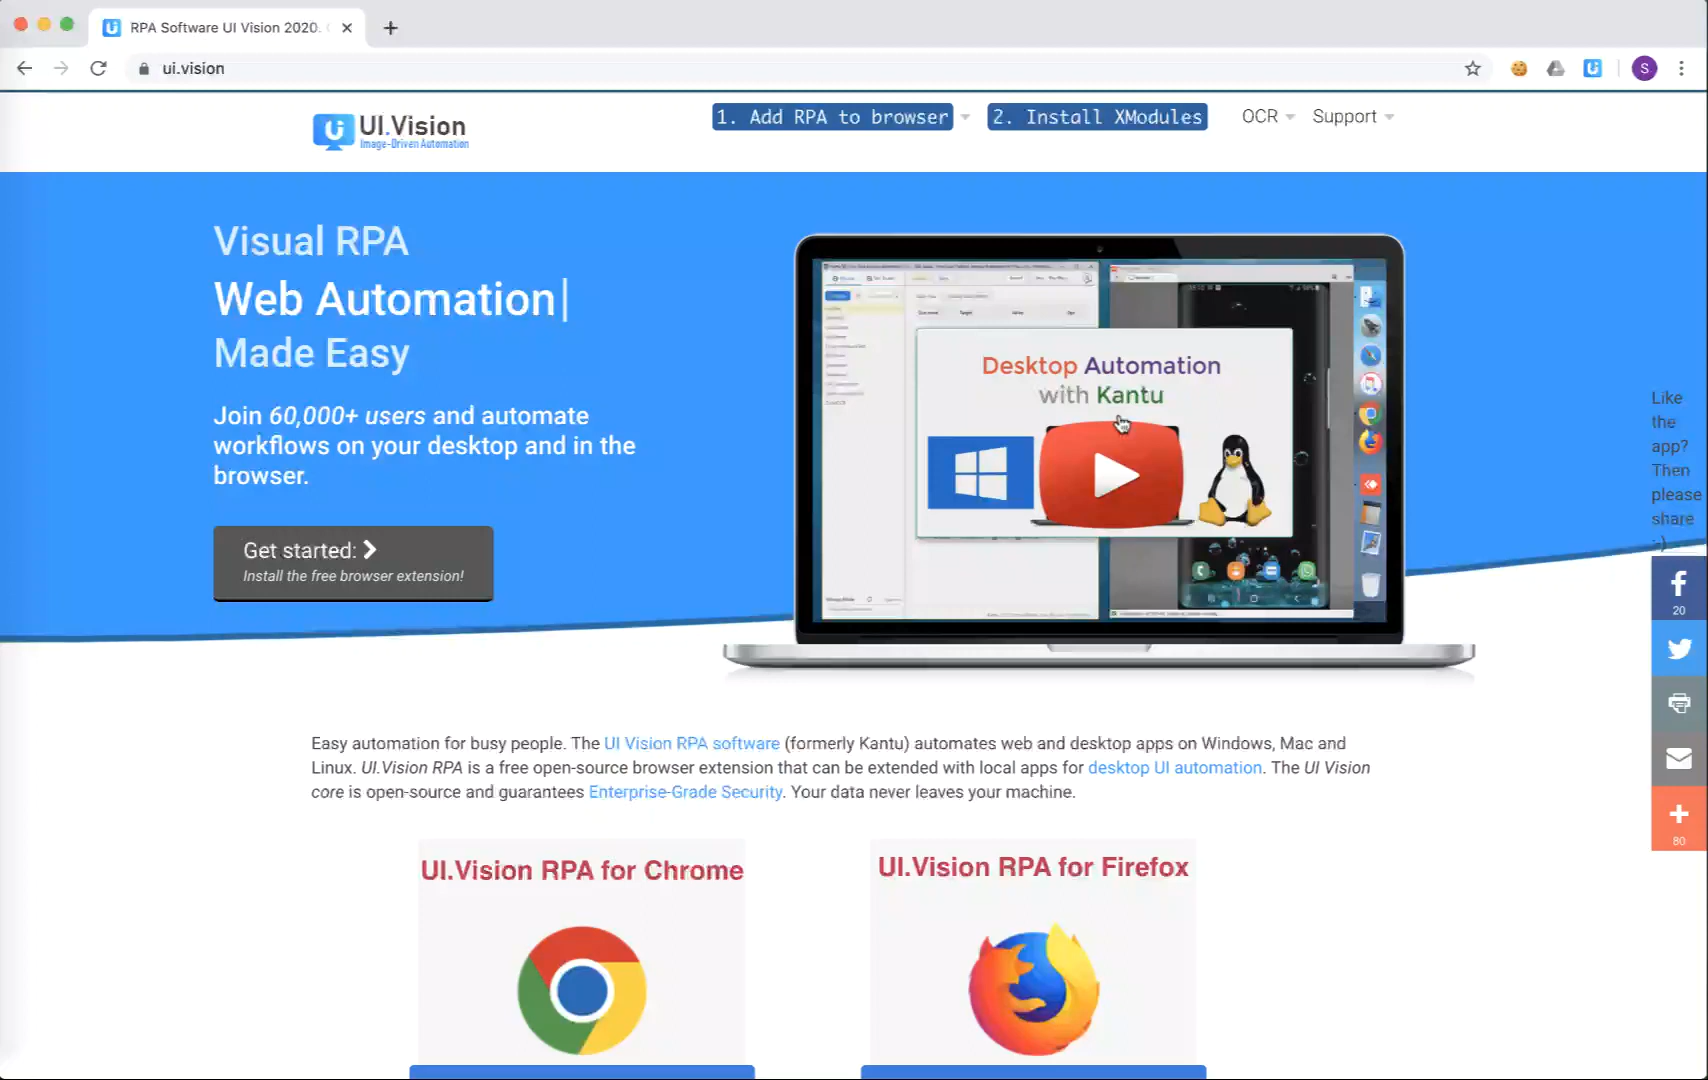 RPA Software UI Vision 2020.
ui.vision
S
UI.Vision
Image-Driven Automation
1. Add RPA to browser
2. Install XModules
OCR
Support
Visual RPA
Web Automation|
Made Easy
Join 60,000+ users and automate
workflows on your desktop and in the
browser.
Get started:
Install the free browser extension!
Desktop Automation
with Kantu
Like
the
app?
Then
please
share
:-)
20
80
Easy automation for busy people. The UI Vision RPA software (formerly Kantu) automates web and desktop apps on Windows, Mac and
Linux. UI.Vision RPA is a free open-source browser extension that can be extended with local apps for desktop UI automation. The UI Vision
core is open-source and guarantees Enterprise-Grade Security. Your data never leaves your machine.
UI.Vision RPA for Chrome
UI.Vision RPA for Firefox